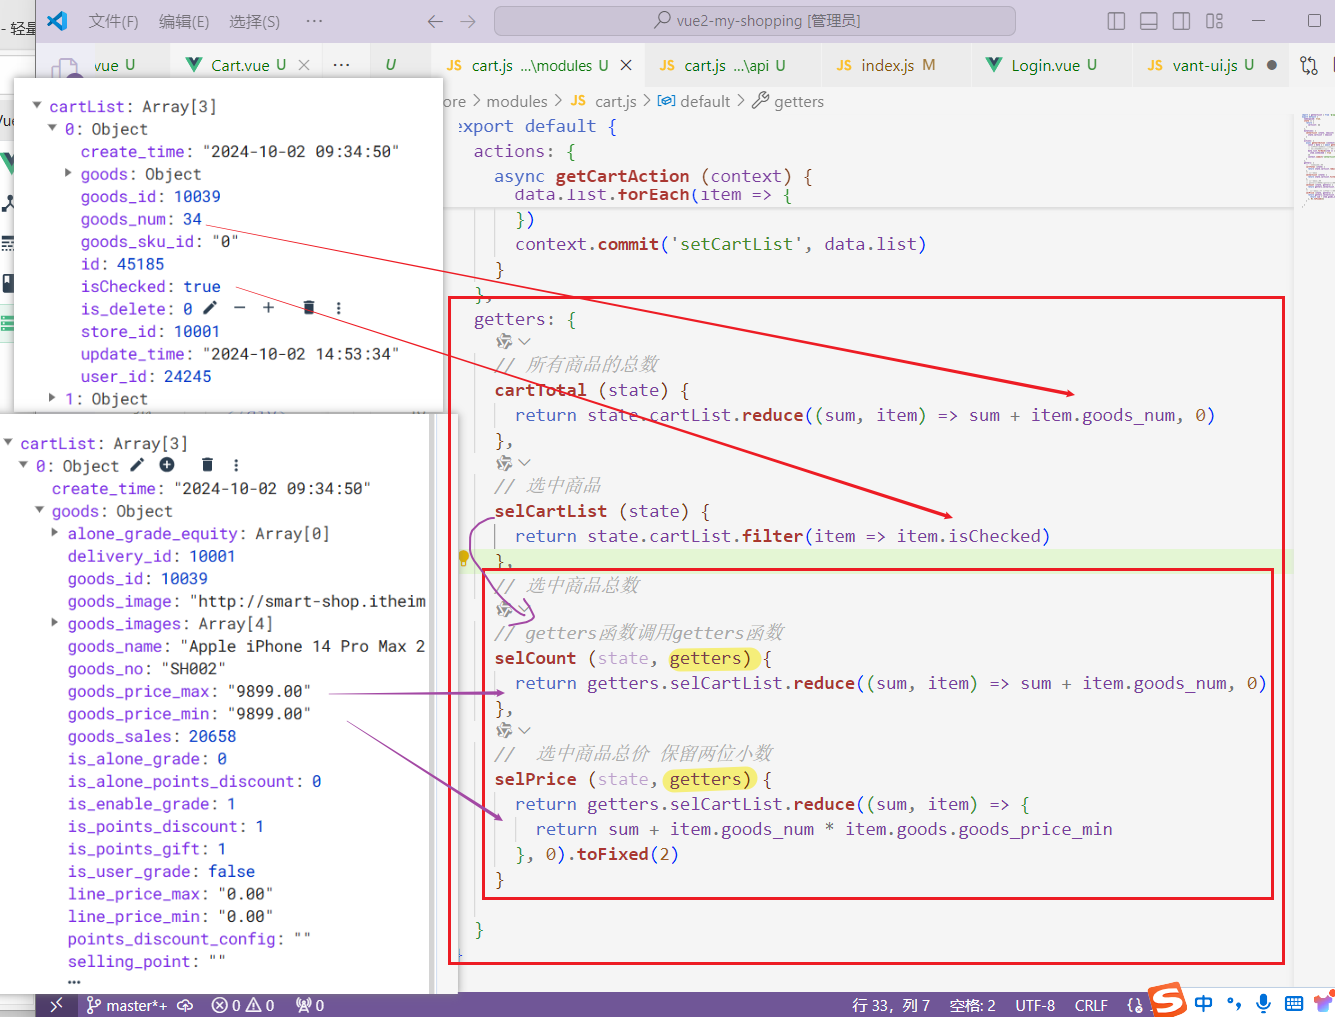 - 轻量
文件(F) 编辑(E) 选择(S) ··· ← → vue2-my-shopping [管理员]
vue U Cart.vue U × ··· U JS cart.js ...\modules U × JS cart.js ...\api U JS index.js M Login.vue U JS vant-ui.js U ●
ore > modules > JS cart.js > default > getters
export default {
actions: {
async getCartAction (context) {
data.list.forEach(item => {
})
context.commit('setCartList', data.list)
}
},
getters: {
// 所有商品的总数
cartTotal (state) {
return state.cartList.reduce((sum, item) => sum + item.goods_num, 0)
},
// 选中商品
selCartList (state) {
return state.cartList.filter(item => item.isChecked)
},
// 选中商品总数
// getters函数调用getters函数
selCount (state, getters) {
return getters.selCartList.reduce((sum, item) => sum + item.goods_num, 0)
},
// 选中商品总价 保留两位小数
selPrice (state, getters) {
return getters.selCartList.reduce((sum, item) => {
return sum + item.goods_num * item.goods.goods_price_min
}, 0).toFixed(2)
}
}
Vue
cartList: Array[3]
0: Object
create_time: "2024-10-02 09:34:50"
goods: Object
goods_id: 10039
goods_num: 34
goods_sku_id: "0"
id: 45185
isChecked: true
is_delete: 0
store_id: 10001
update_time: "2024-10-02 14:53:34"
user_id: 24245
1: Object
cartList: Array[3]
0: Object
create_time: "2024-10-02 09:34:50"
goods: Object
alone_grade_equity: Array[0]
delivery_id: 10001
goods_id: 10039
goods_image: "http://smart-shop.itheim
goods_images: Array[4]
goods_name: "Apple iPhone 14 Pro Max 2
goods_no: "SH002"
goods_price_max: "9899.00"
goods_price_min: "9899.00"
goods_sales: 20658
is_alone_grade: 0
is_alone_points_discount: 0
is_enable_grade: 1
is_points_discount: 1
is_points_gift: 1
is_user_grade: false
line_price_max: "0.00"
line_price_min: "0.00"
points_discount_config: ""
selling_point: ""
...
master*+ 0 0 0 行 33，列 7 空格: 2 UTF-8 CRLF {} S 中